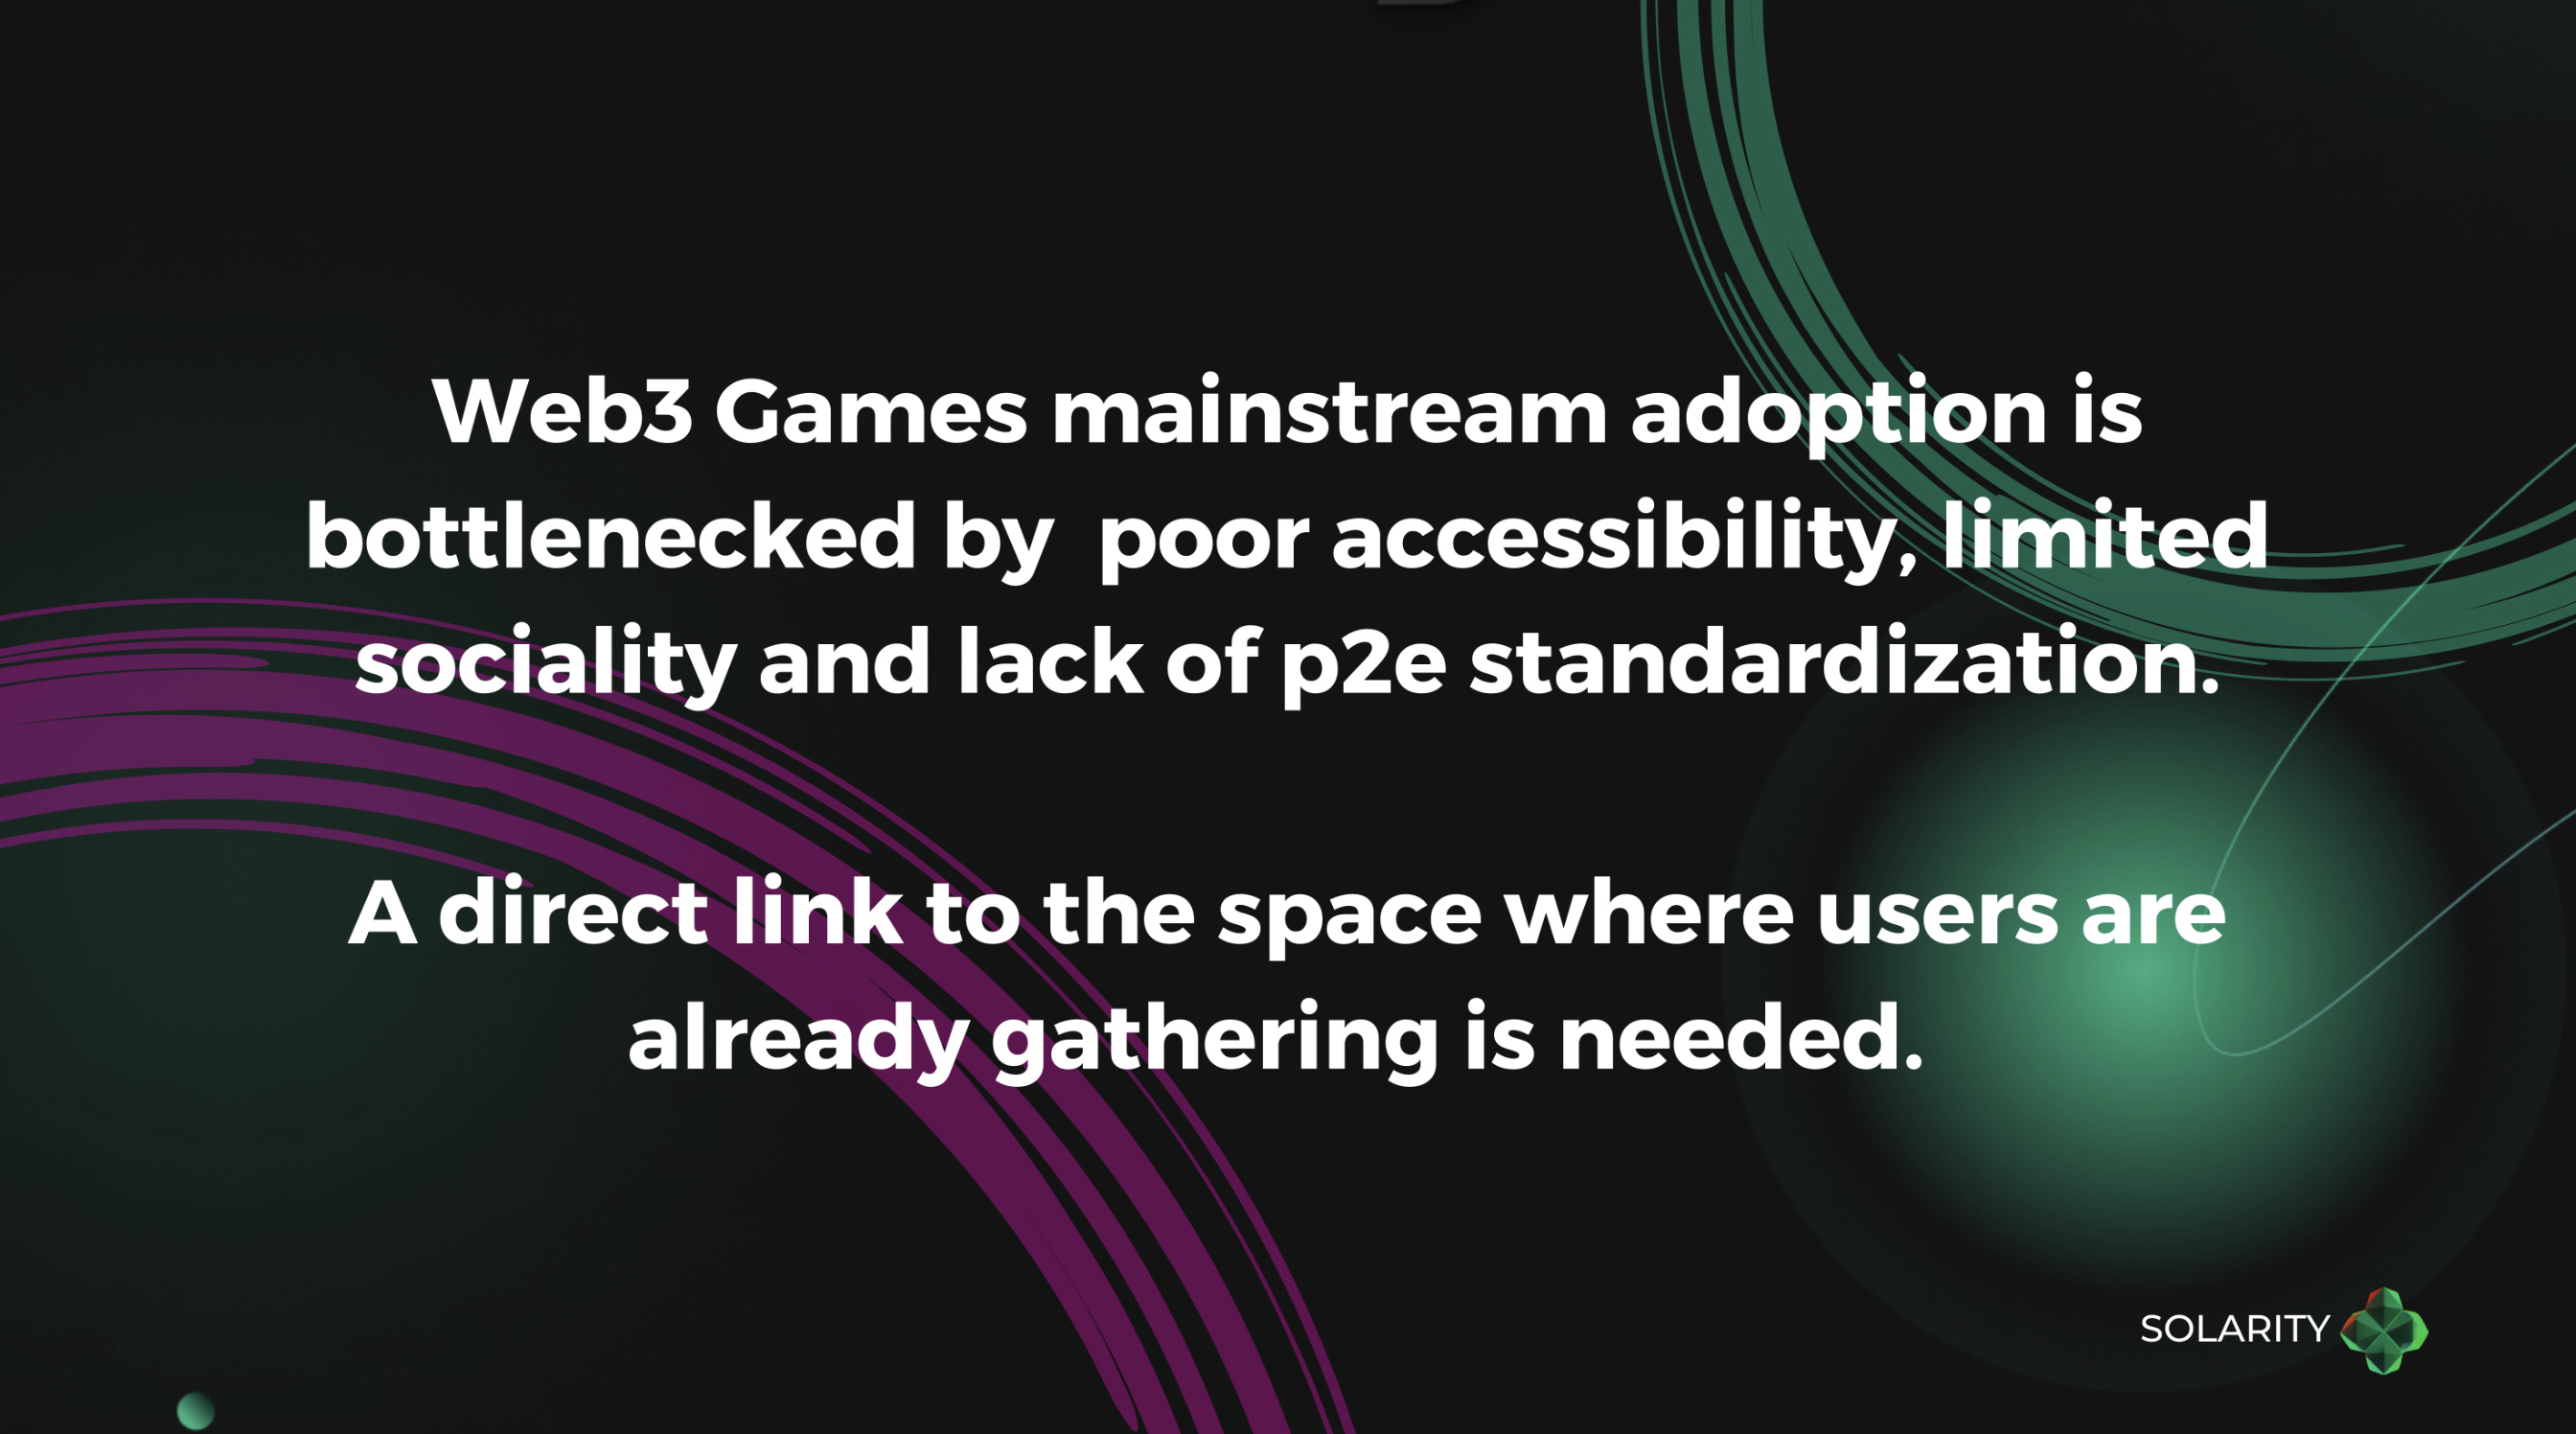 Web3 Games mainstream adoption is
bottlenecked by  poor accessibility, limited
sociality and lack of p2e standardization.
A direct link to the space where users are
already gathering is needed.
SOLARITY